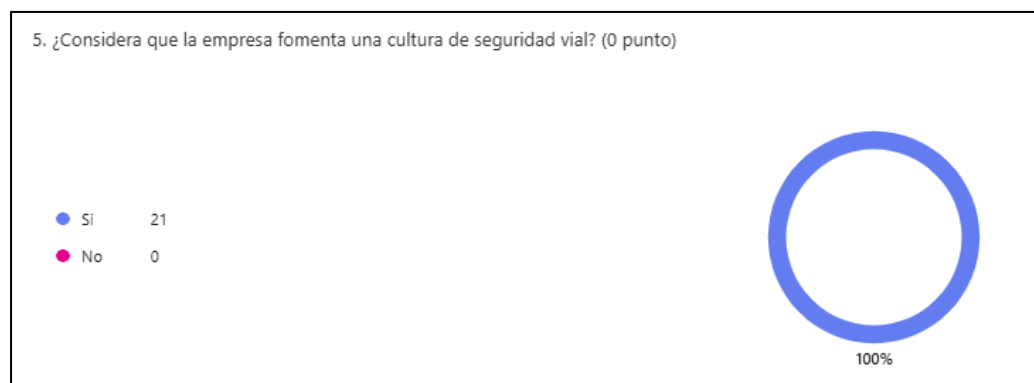 5. ¿Considera que la empresa fomenta una cultura de seguridad vial? (0 punto)
Si 21
No 0
100%